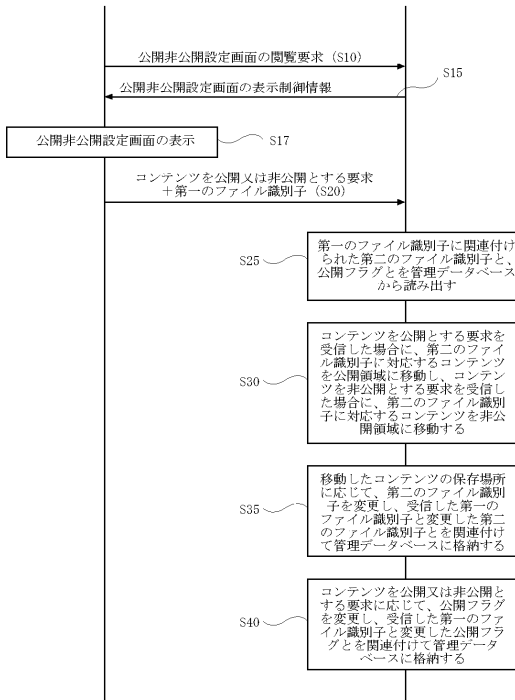 公開非公開設定画面の閲覧要求（S10）
S15
公開非公開設定画面の表示制御情報
公開非公開設定画面の表示
S17
コンテンツを公開又は非公開とする要求
＋第一のファイル識別子（S20）
S25
第一のファイル識別子に関連付け
られた第二のファイル識別子と、
公開フラグとを管理データベース
から読み出す
S30
コンテンツを公開とする要求を
受信した場合に、第二のファイ
ル識別子に対応するコンテンツ
を公開領域に移動し、コンテン
ツを非公開とする要求を受信し
た場合に、第二のファイル識別
子に対応するコンテンツを非公
開領域に移動する
S35
移動したコンテンツの保存場所
に応じて、第二のファイル識別
子を変更し、受信した第一の
ファイル識別子と変更した第二
のファイル識別子とを関連付け
て管理データベースに格納する
S40
コンテンツを公開又は非公開と
する要求に応じて、公開フラグ
を変更し、受信した第一のファ
イル識別子と変更した公開フラ
グとを関連付けて管理データ
ベースに格納する